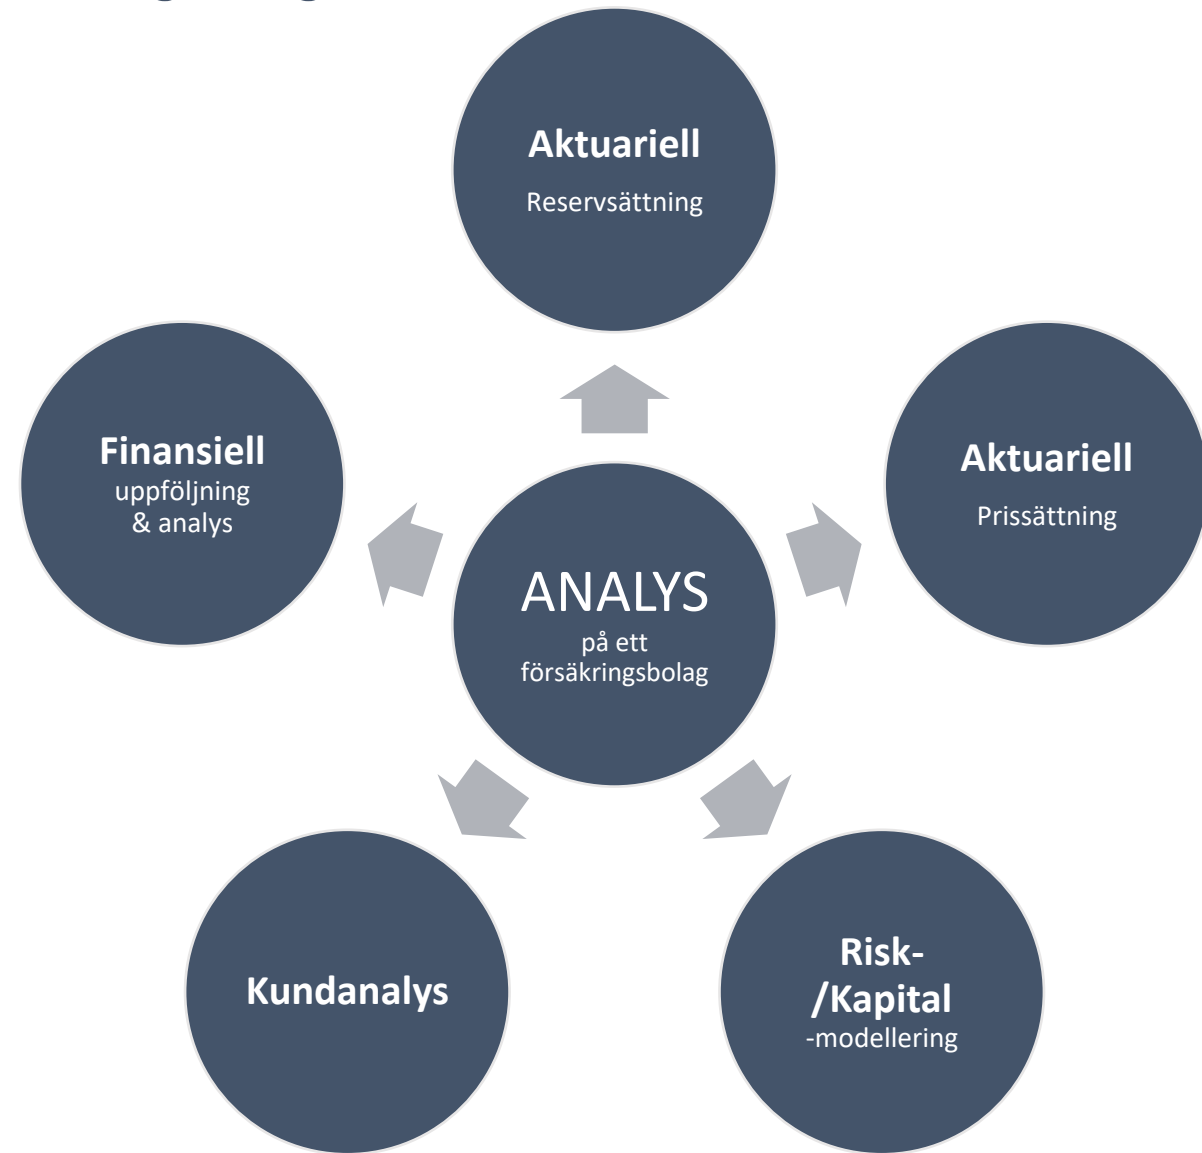 Aktuariell
Reservsättning
Finansiell
uppföljning
& analys
Aktuariell
Prissättning
ANALYS
på ett
försäkringsbolag
Kundanalys
Risk-
/Kapital
-modellering